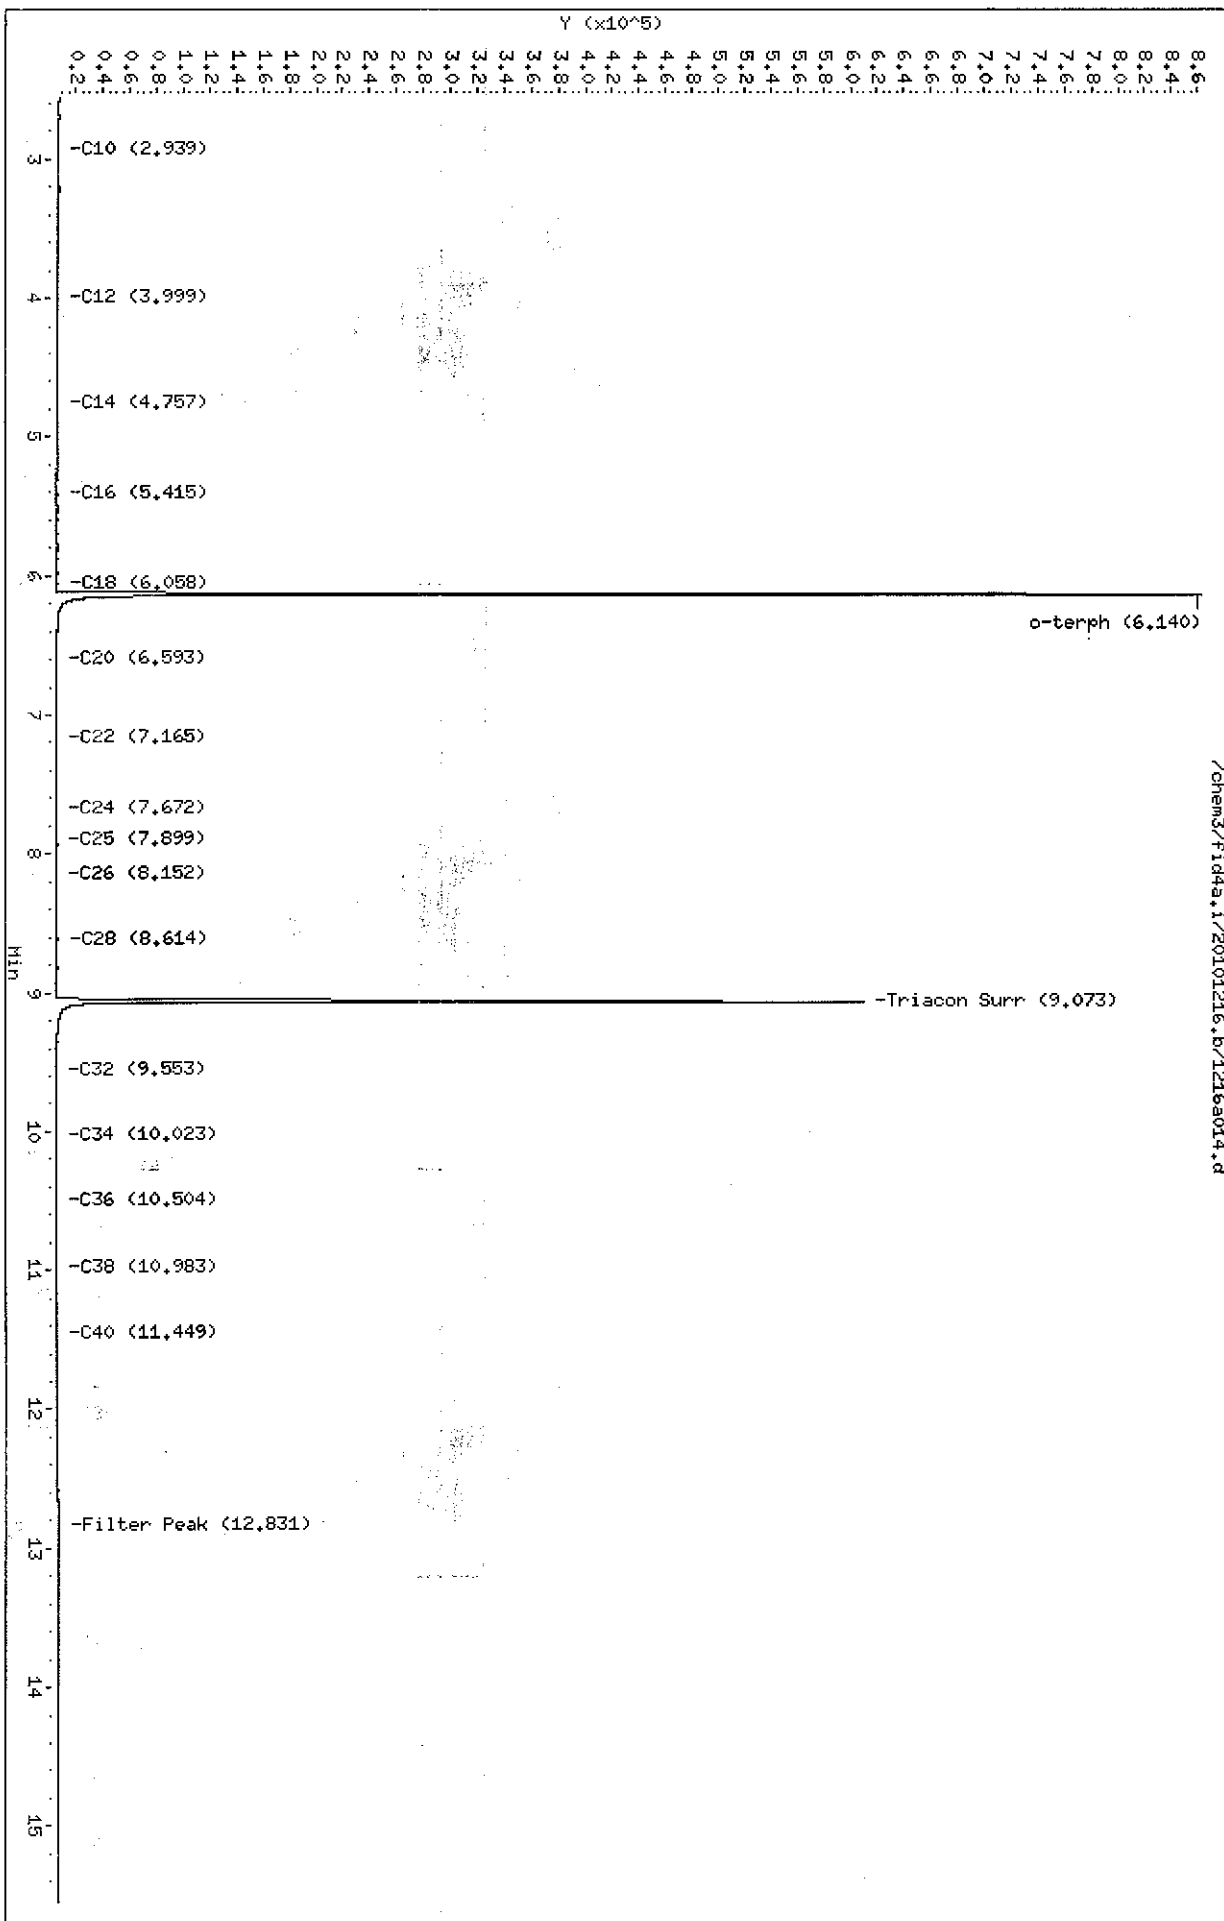 /chem3/fid4a.i/20101216.b/1216a014.d
Y (x10^5)
8.6
8.4
8.2
8.0
7.8
7.6
7.4
7.2
7.0
6.8
6.6
6.4
6.2
6.0
5.8
5.6
5.4
5.2
5.0
4.8
4.6
4.4
4.2
4.0
3.8
3.6
3.4
3.2
3.0
2.8
2.6
2.4
2.2
2.0
1.8
1.6
1.4
1.2
1.0
0.8
0.6
0.4
0.2
-C10 (2.939)
-C12 (3.999)
-C14 (4.757)
-C16 (5.415)
-C18 (6.058)
o-terph (6.140)
-C20 (6.593)
-C22 (7.165)
-C24 (7.672)
-C25 (7.899)
-C26 (8.152)
-C28 (8.614)
-Triacon Surr (9.073)
-C32 (9.553)
-C34 (10.023)
-C36 (10.504)
-C38 (10.983)
-C40 (11.449)
-Filter Peak (12.831)
3
4
5
6
7
8
9
10
11
12
13
14
15
Min